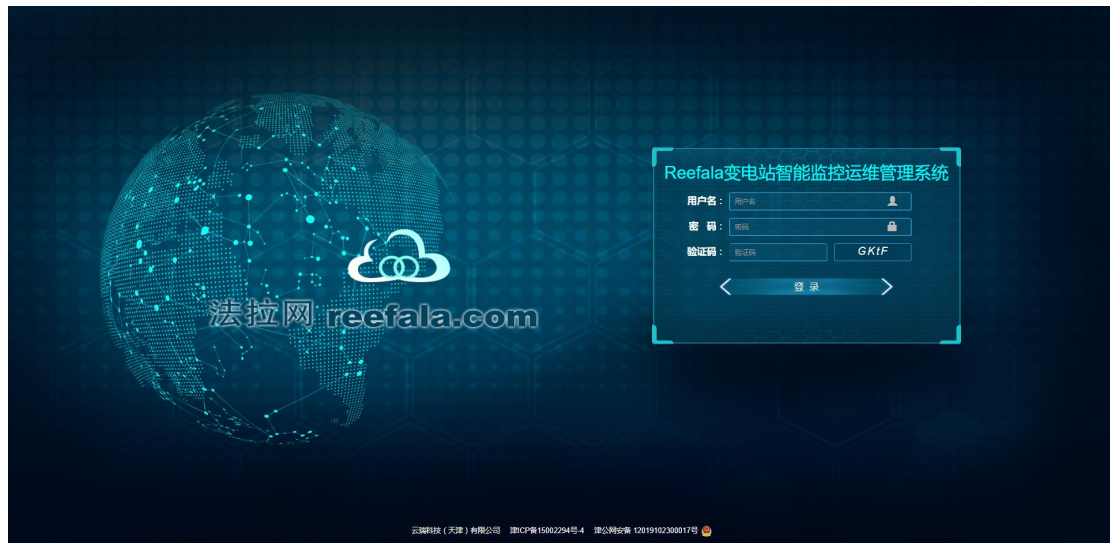 Reefala变电站智能监控运维管理系统
用户名： 用户名
密 码： 密码
验证码： 验证码 GKtF
登 录
法拉网 reefala.com
云瑞科技（天津）有限公司 津ICP备15002294号-4 津公网安备 12019102300017号